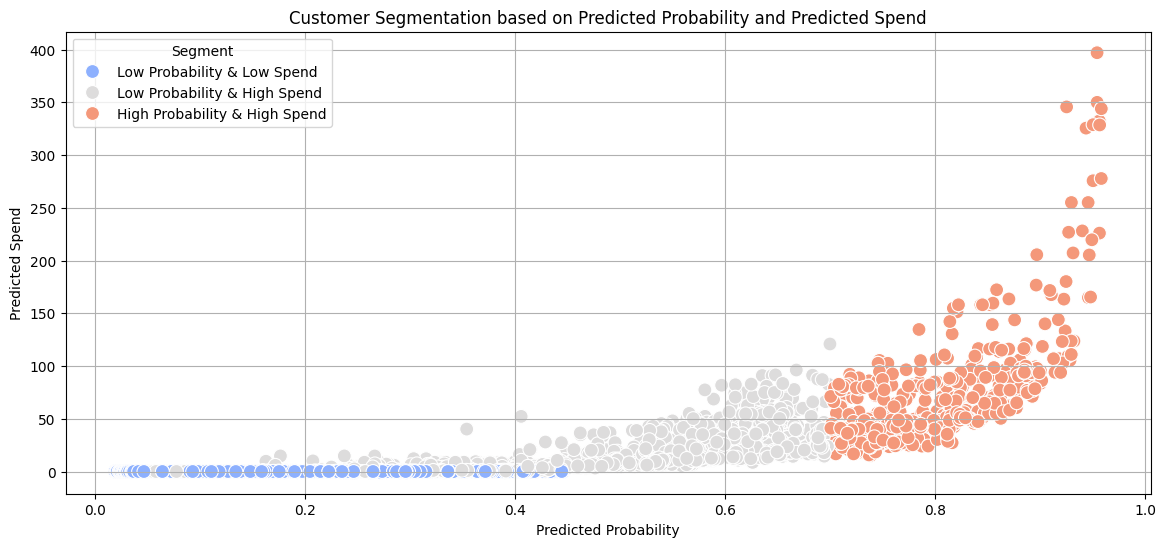 Customer Segmentation based on Predicted Probability and Predicted Spend
Segment
Low Probability & Low Spend
Low Probability & High Spend
High Probability & High Spend
400
350
300
250
200
150
100
50
0
Predicted Spend
0.0 0.2 0.4 0.6 0.8 1.0
Predicted Probability